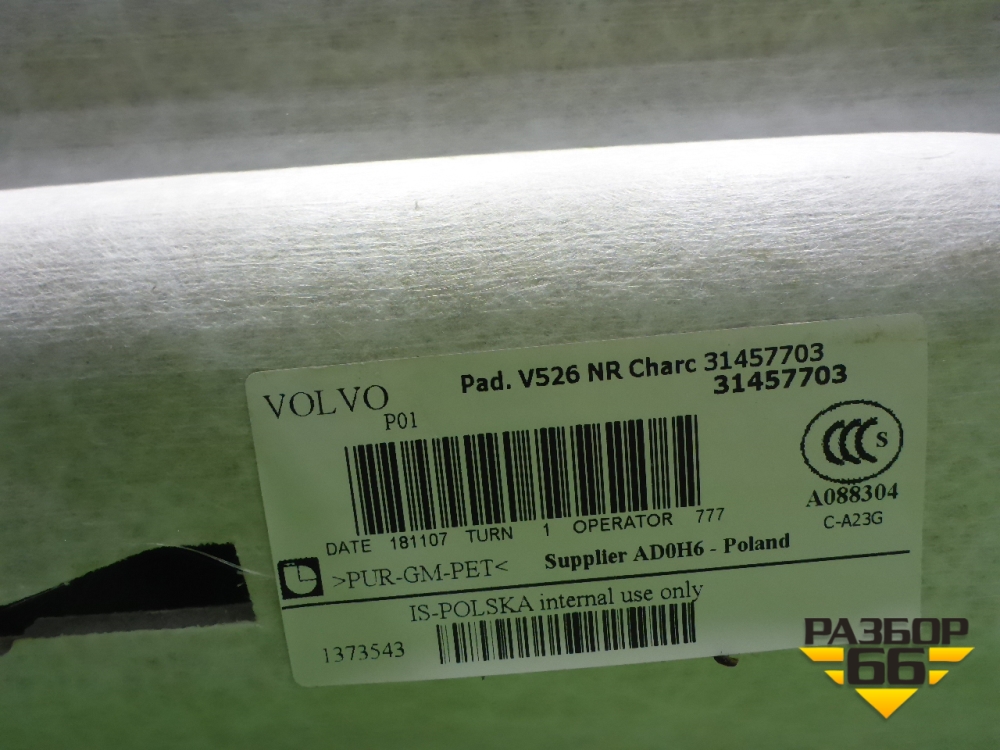 VOLVO
Pad. V526 NR Charc 31457703
31457703
P01
CCC S
A088304
C-A23G
DATE 181107 TURN 1 OPERATOR 777
>PUR-GM-PET<
Supplier AD0H6 - Poland
IS-POLSKA internal use only
1373543
РАЗБОР
66